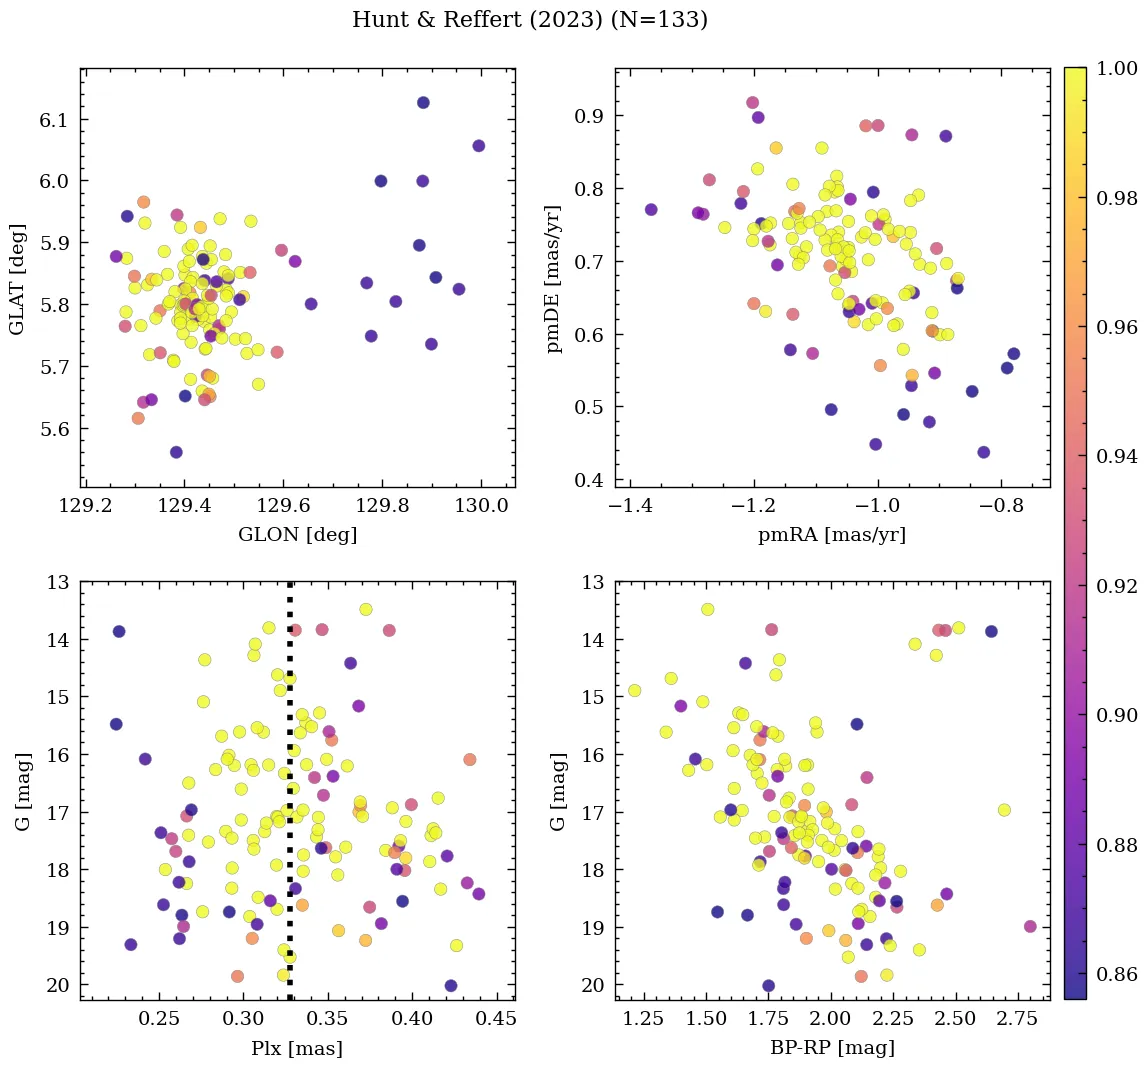 Hunt & Reffert (2023) (N=133)
6.1
6.0
5.9
5.8
5.7
5.6
GLAT [deg]
129.2 129.4 129.6 129.8 130.0
GLON [deg]
0.9
0.8
0.7
0.6
0.5
0.4
pmDE [mas/yr]
−1.4 −1.2 −1.0 −0.8
pmRA [mas/yr]
13
14
15
16
17
18
19
20
G [mag]
0.25 0.30 0.35 0.40 0.45
Plx [mas]
13
14
15
16
17
18
19
20
G [mag]
1.25 1.50 1.75 2.00 2.25 2.50 2.75
BP-RP [mag]
1.00
0.98
0.96
0.94
0.92
0.90
0.88
0.86